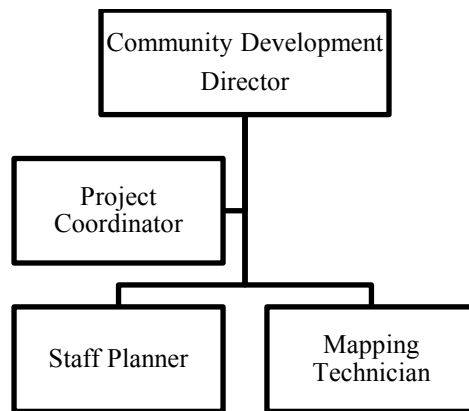 Community Development
Director
Project
Coordinator
Staff Planner
Mapping
Technician